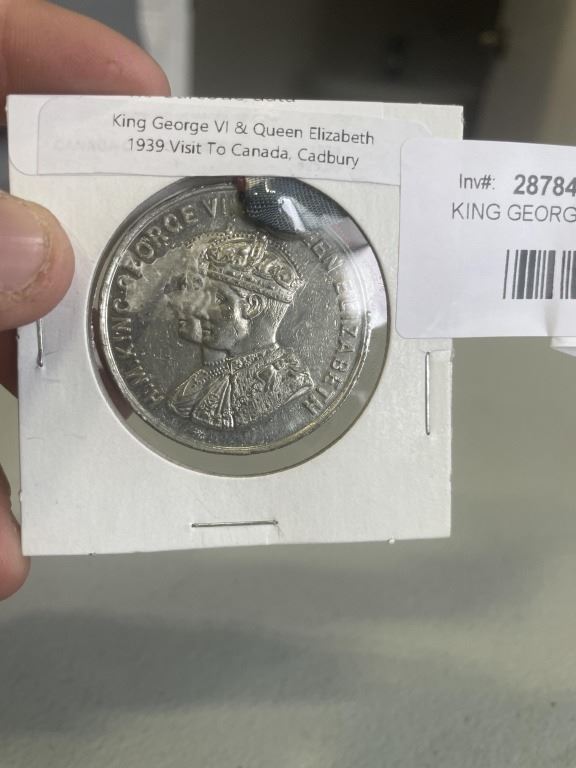 King George VI & Queen Elizabeth
1939 Visit To Canada, Cadbury
Inv#: 28784
KING GEORG
H.M.KING·GEORGE VI
EEN ELIZABETH